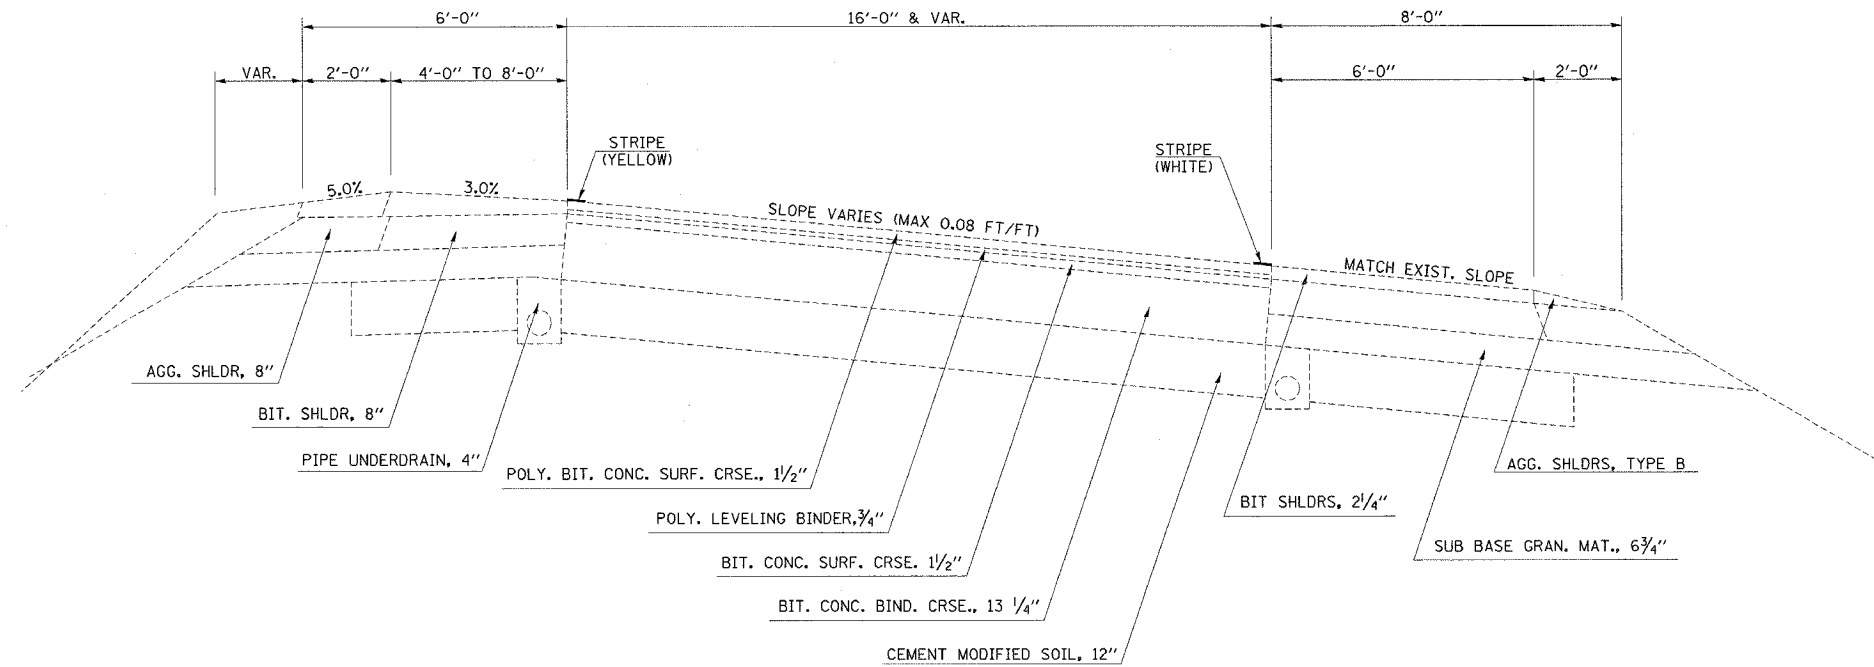 6'-0"
16'-0" & VAR.
8'-0"
VAR.
2'-0"
4'-0" TO 8'-0"
6'-0"
2'-0"
STRIPE
(YELLOW)
STRIPE
(WHITE)
5.0%
3.0%
SLOPE VARIES (MAX 0.08 FT/FT)
MATCH EXIST. SLOPE
AGG. SHLDR, 8"
BIT. SHLDR, 8"
PIPE UNDERDRAIN, 4"
POLY. BIT. CONC. SURF. CRSE., 1½"
AGG. SHLDRS, TYPE B
BIT SHLDRS, 2¼"
POLY. LEVELING BINDER,¾"
SUB BASE GRAN. MAT., 6¾"
BIT. CONC. SURF. CRSE. 1½"
BIT. CONC. BIND. CRSE., 13 ¼"
CEMENT MODIFIED SOIL, 12"